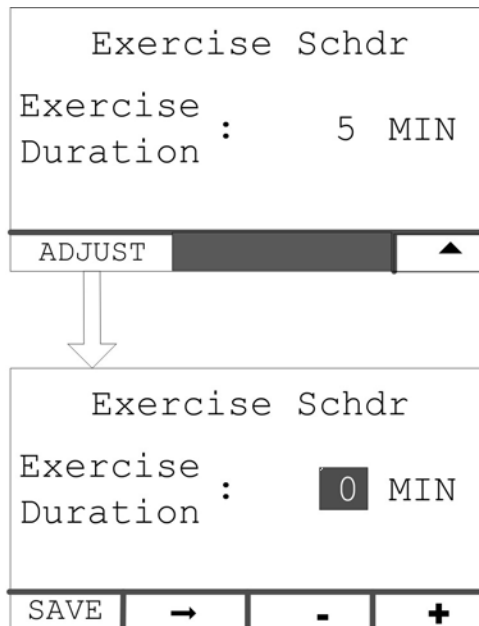 Exercise Schdr
Exercise
Duration : 5 MIN
ADJUST ▲
Exercise Schdr
Exercise
Duration : 0 MIN
SAVE → - +